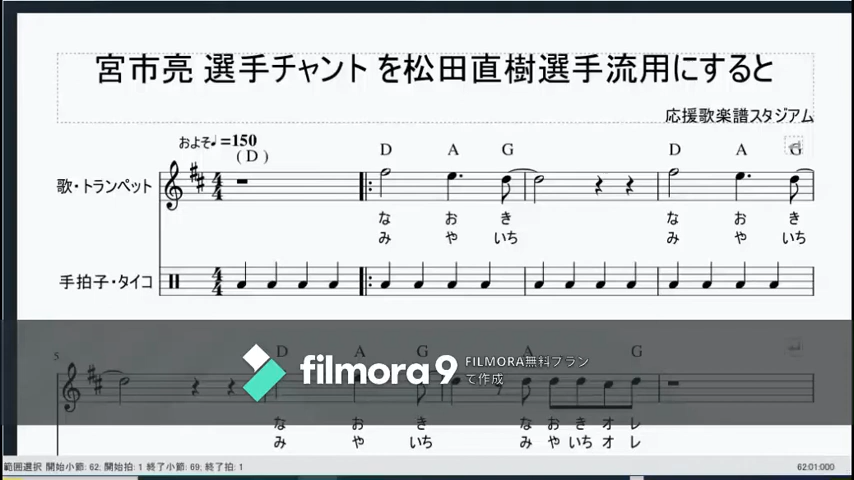 宮市亮 選手チャント を松田直樹選手流用にすると
応援歌楽譜スタジアム
およそ♩=150
( D )
D A G D A G
歌・トランペット
な お き な お き
み や いち み や いち
手拍子・タイコ
5
D A G G
filmora9 FILMORA無料プラン
で作成
な お き な お き オ レ
み や いち み や いち オ レ
範囲選択 開始小節: 62; 開始拍: 1 終了小節: 69; 終了拍: 1
62:01:000